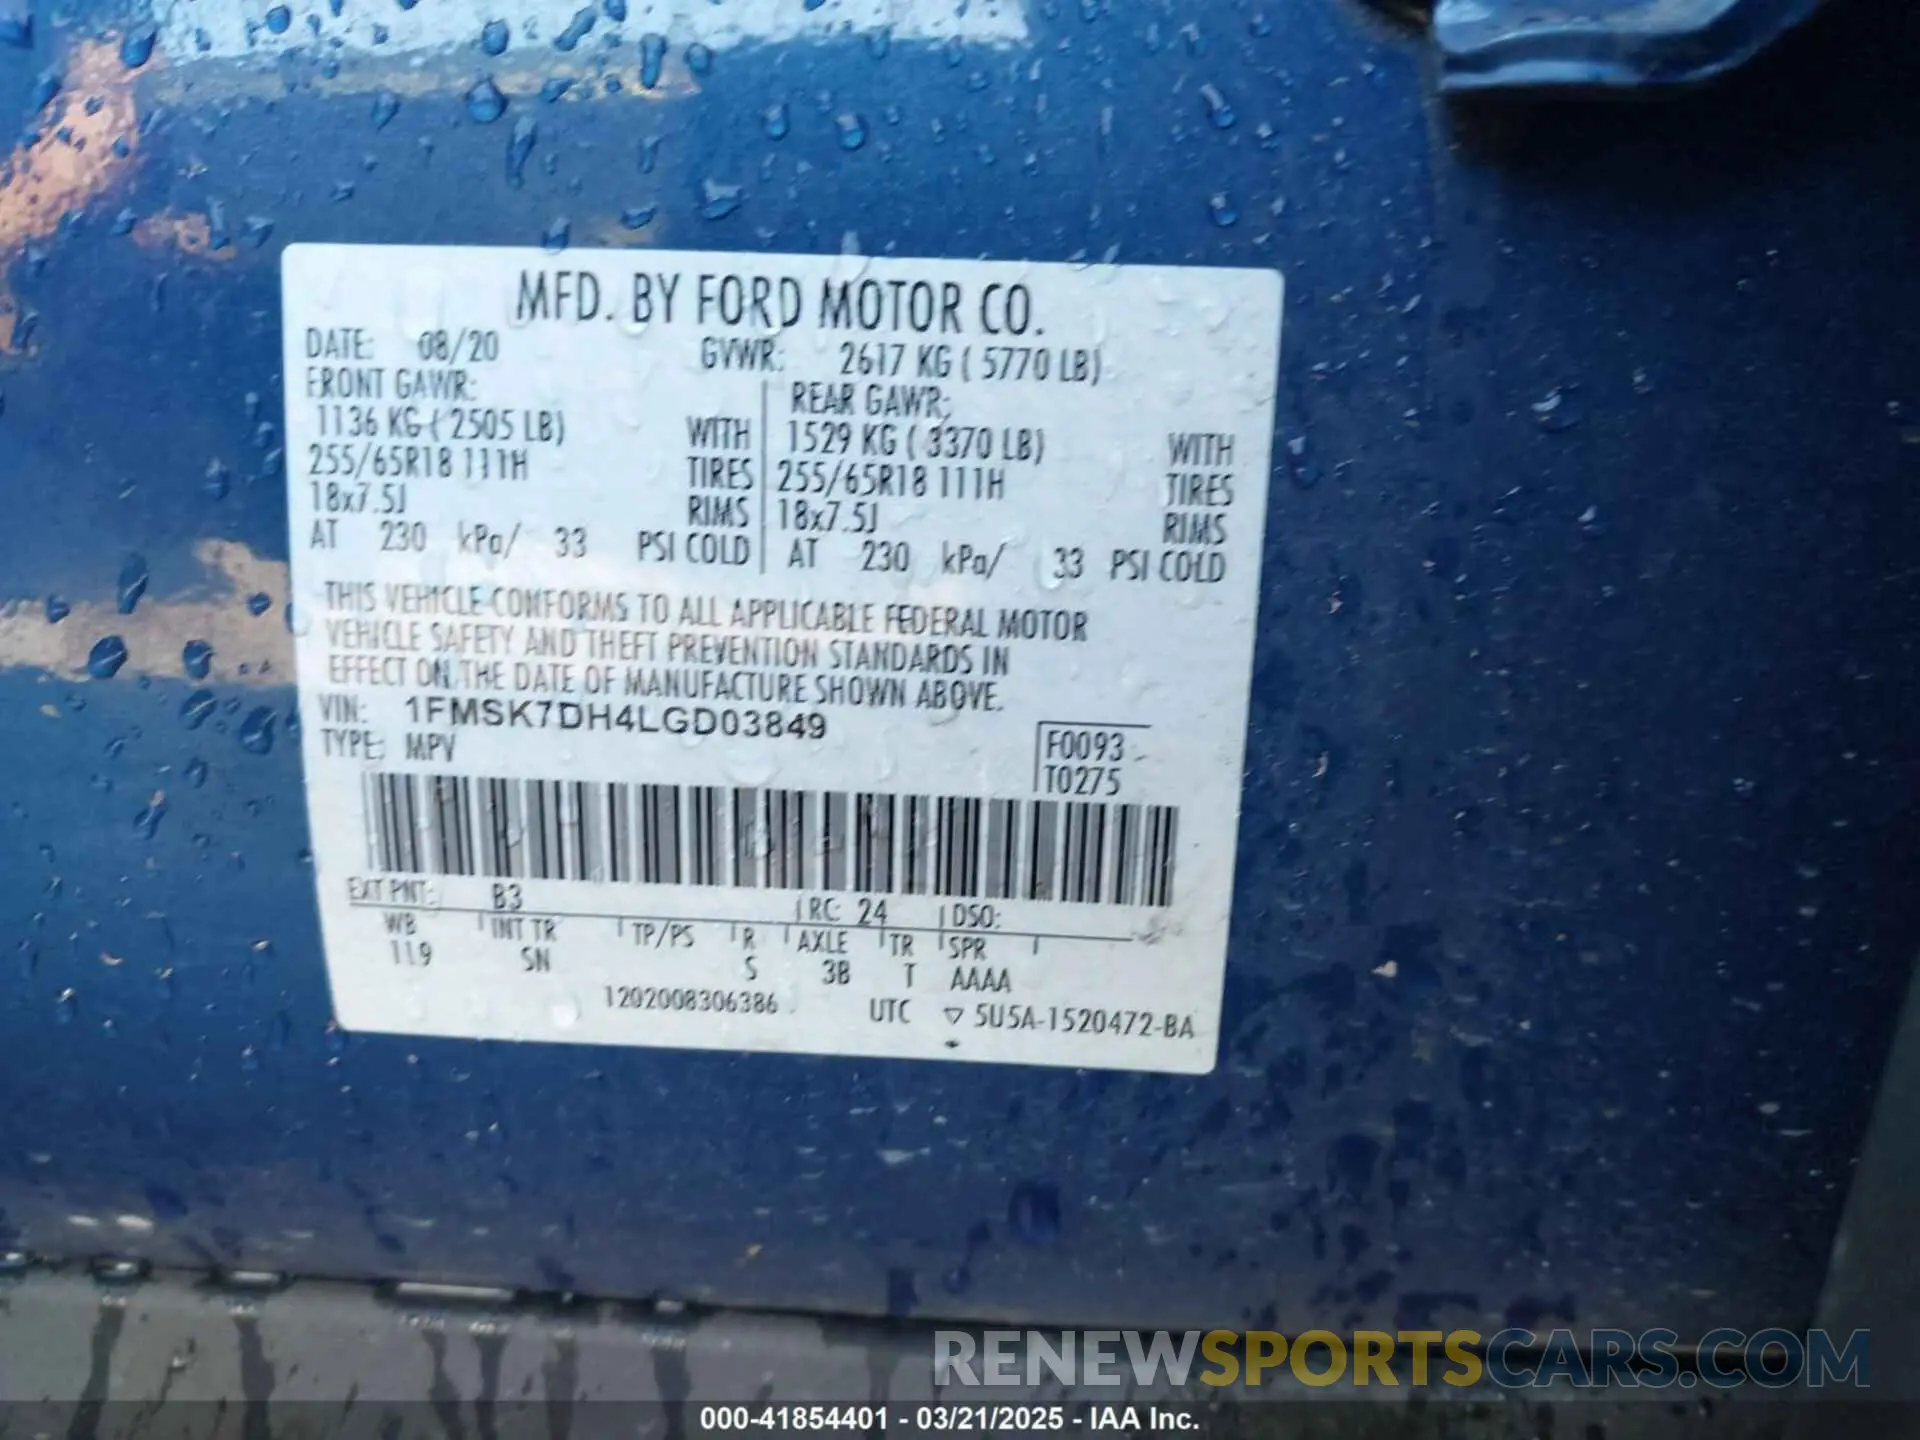 MFD. BY FORD MOTOR CO.
DATE: 08/20 GVWR: 2617 KG ( 5770 LB)
FRONT GAWR: REAR GAWR:
1136 KG ( 2505 LB) WITH 1529 KG ( 3370 LB) WITH
255/65R18 111H TIRES 255/65R18 111H TIRES
18x7.5J RIMS 18x7.5J RIMS
AT 230 kPa/ 33 PSI COLD AT 230 kPa/ 33 PSI COLD
THIS VEHICLE CONFORMS TO ALL APPLICABLE FEDERAL MOTOR
VEHICLE SAFETY AND THEFT PREVENTION STANDARDS IN
EFFECT ON THE DATE OF MANUFACTURE SHOWN ABOVE.
VIN: 1FMSK7DH4LGD03849
TYPE: MPV F0093
T0275
EXT PNT: B3 RC: 24 DSO:
WB INT TR TP/PS R AXLE TR SPR
119 SN S 3B T AAAA
1202008306386 UTC ▽ 5U5A-1520472-BA
RENEWSPORTSCARS.COM
000-41854401 - 03/21/2025 - IAA Inc.